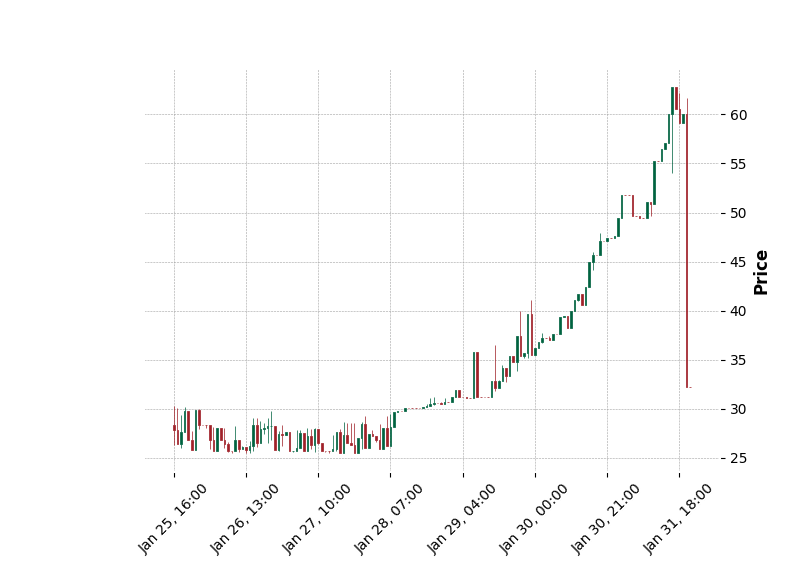 60
55
50
45
40
35
30
25
Price
Jan 25, 16:00
Jan 26, 13:00
Jan 27, 10:00
Jan 28, 07:00
Jan 29, 04:00
Jan 30, 00:00
Jan 30, 21:00
Jan 31, 18:00